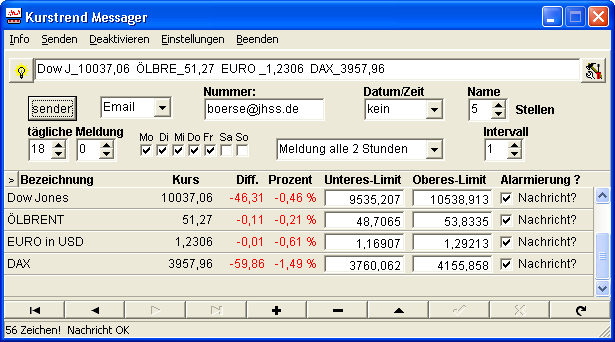 Kurstrend Messager
Info Senden Deaktivieren Einstellungen Beenden
Dow J_10037,06 ÖLBRE_51,27 EURO _1,2306 DAX_3957,96
Nummer: Datum/Zeit Name
senden Email boerse@jhss.de kein 5 Stellen
tägliche Meldung Mo Di Mi Do Fr Sa So Intervall
18 0 Meldung alle 2 Stunden 1
> Bezeichnung Kurs Diff. Prozent Unteres-Limit Oberes-Limit Alarmierung ?
Dow Jones 10037,06 -46,31 -0,46 % 9535,207 10538,913 Nachricht?
ÖLBRENT 51,27 -0,11 -0,21 % 48,7065 53,8335 Nachricht?
EURO in USD 1,2306 -0,01 -0,61 % 1,16907 1,29213 Nachricht?
DAX 3957,96 -59,86 -1,49 % 3760,062 4155,858 Nachricht?
56 Zeichen! Nachricht OK